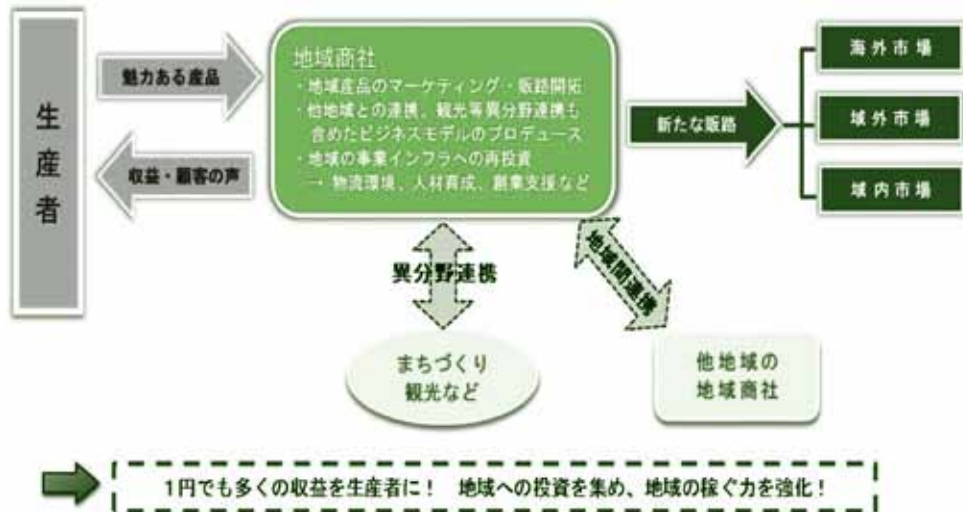 生産者
魅力ある産品
収益・顧客の声
地域商社
・地域産品のマーケティング・販路開拓
・他地域との連携、観光等異分野連携も
含めたビジネスモデルのプロデュース
・地域の事業インフラへの再投資
→ 物流環境、人材育成、創業支援など
新たな販路
海外市場
域外市場
域内市場
異分野連携
地域間連携
まちづくり
観光など
他地域の
地域商社
1円でも多くの収益を生産者に! 地域への投資を集め、地域の稼ぐ力を強化!